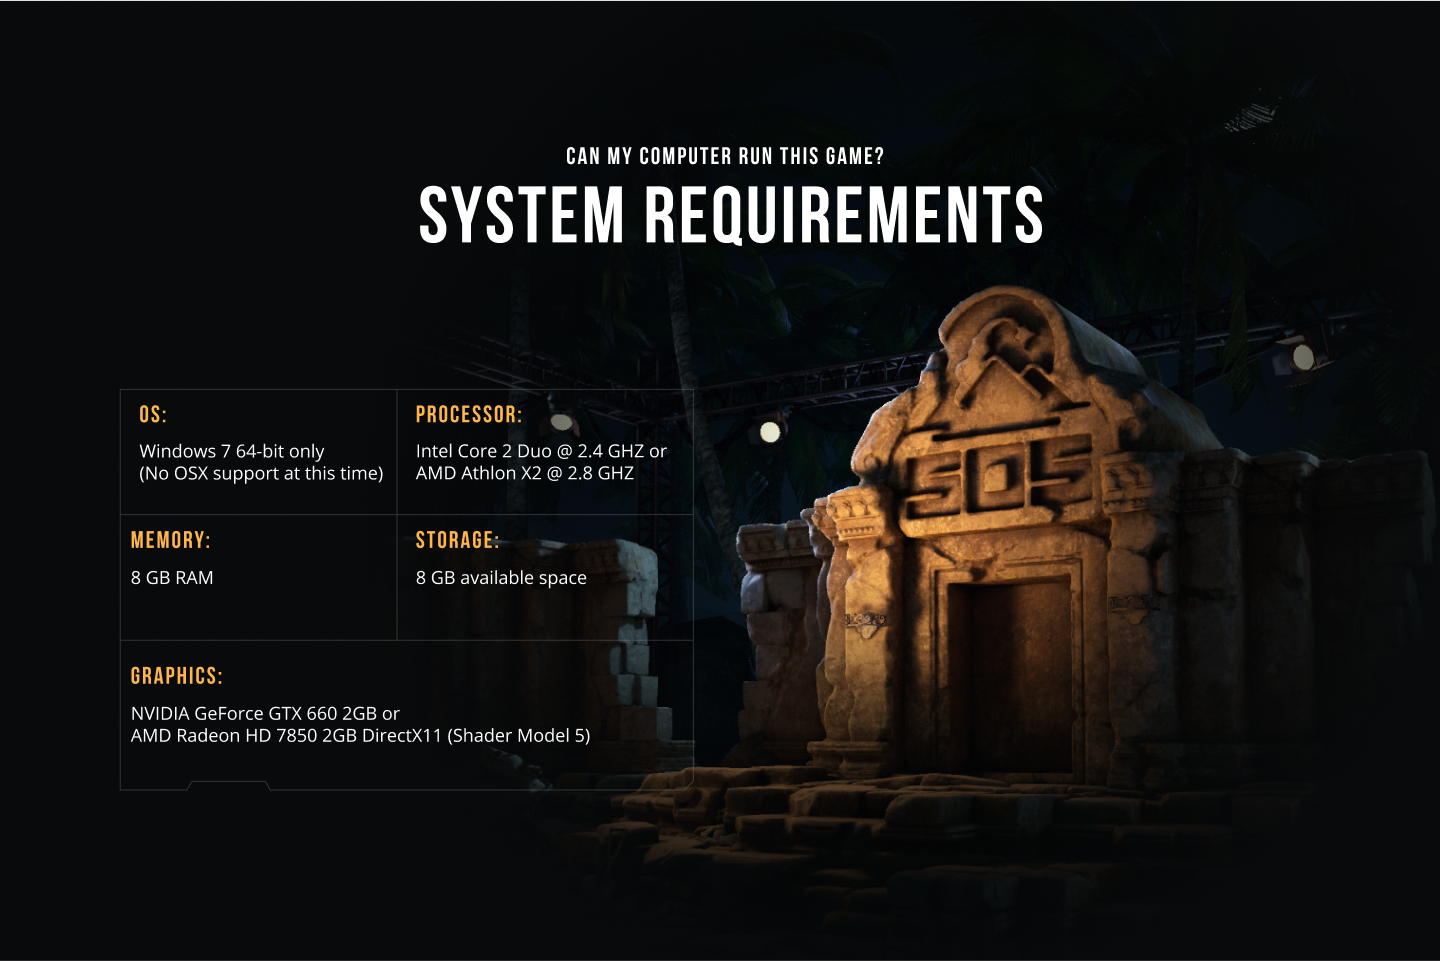 CAN MY COMPUTER RUN THIS GAME?
SYSTEM REQUIREMENTS
OS:
Windows 7 64-bit only
(No OSX support at this time)
PROCESSOR:
Intel Core 2 Duo @ 2.4 GHZ or
AMD Athlon X2 @ 2.8 GHZ
MEMORY:
8 GB RAM
STORAGE:
8 GB available space
GRAPHICS:
NVIDIA GeForce GTX 660 2GB or
AMD Radeon HD 7850 2GB DirectX11 (Shader Model 5)
SOS